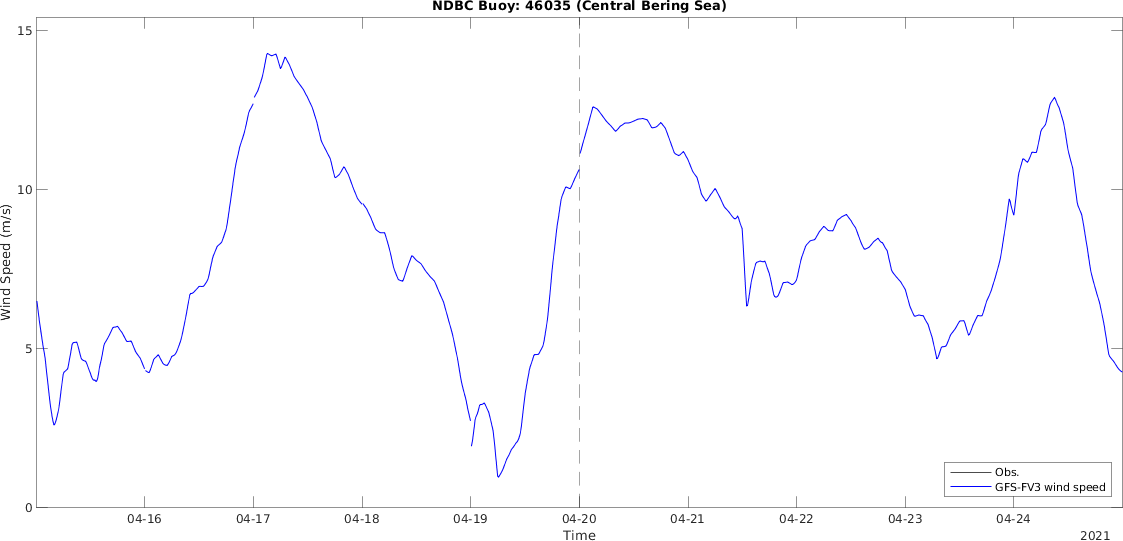 NDBC Buoy: 46035 (Central Bering Sea)
15
10
5
0
Wind Speed (m/s)
04-16 04-17 04-18 04-19 04-20 04-21 04-22 04-23 04-24
Time
2021
Obs.
GFS-FV3 wind speed